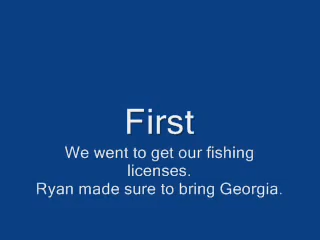 First
We went to get our fishing
licenses.
Ryan made sure to bring Georgia.